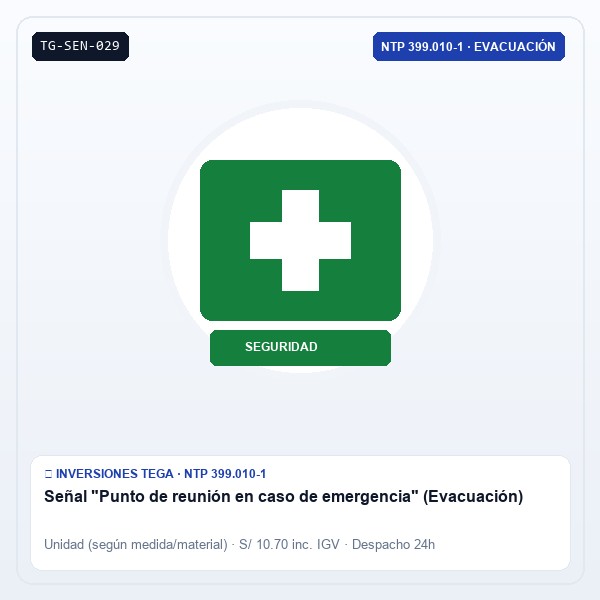 TG-SEN-029
NTP 399.010-1 · EVACUACIÓN
SEGURIDAD
□ INVERSIONES TEGA · NTP 399.010-1
Señal "Punto de reunión en caso de emergencia" (Evacuación)
Unidad (según medida/material) · S/ 10.70 inc. IGV · Despacho 24h